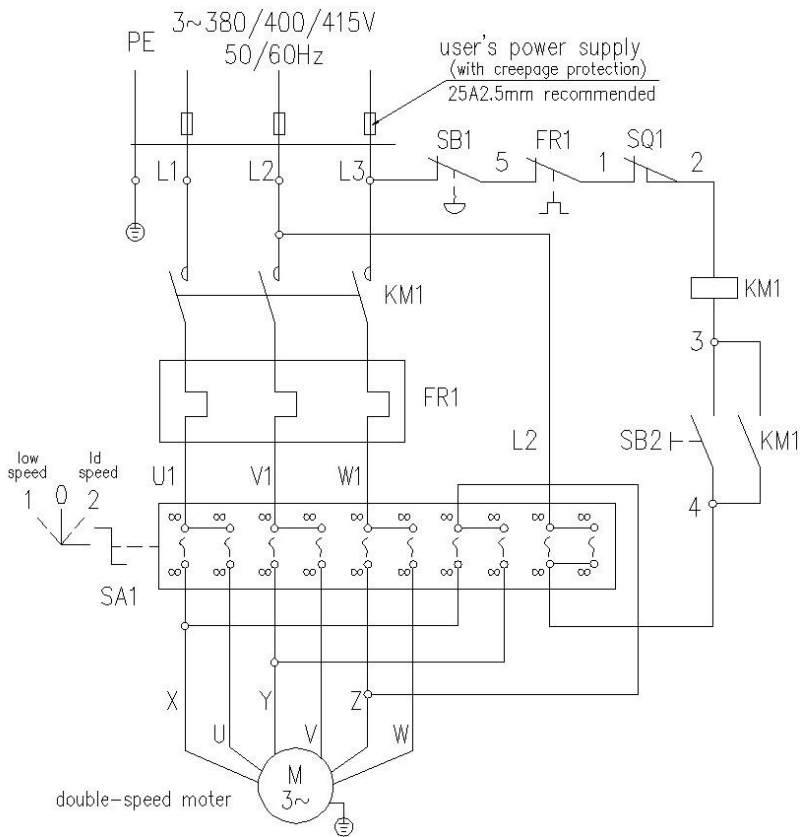 3~380/400/415V
PE
50/60Hz
user's power supply
(with creepage protection)
25A2.5mm recommended
SB1
5
FR1
1
SQ1
2
L1
L2
L3
KM1
KM1
3
FR1
L2
SB2
KM1
low speed
ld speed
1
0
2
U1
V1
W1
4
∞ ∞ ∞ ∞ ∞ ∞ ∞ ∞ ∞ ∞
∞ ∞ ∞ ∞ ∞ ∞ ∞ ∞ ∞ ∞
SA1
X
Y
Z
U
V
W
M
3~
double-speed moter